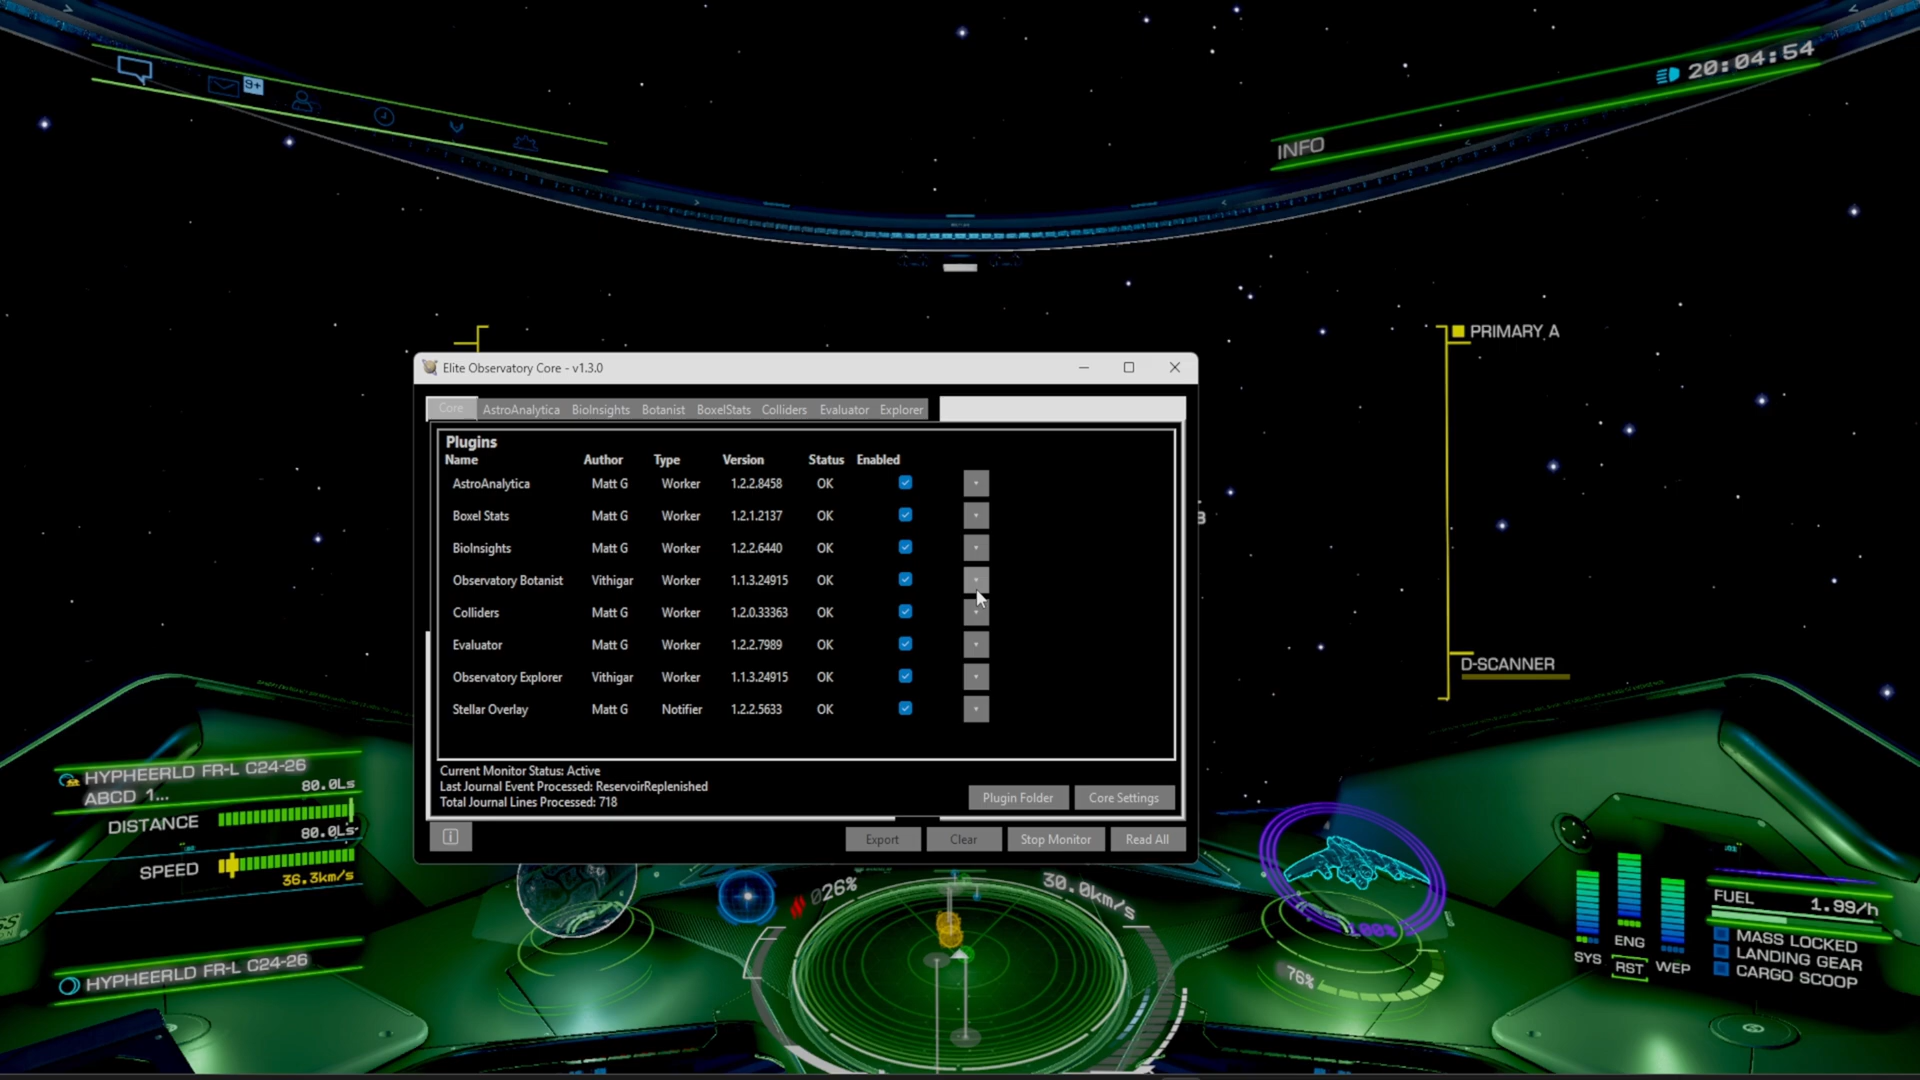 9+
20:04:54
INFO
PRIMARY A
Elite Observatory Core - v1.3.0
Core AstroAnalytica BioInsights Botanist BoxelStats Colliders Evaluator Explorer
Plugins
Name Author Type Version Status Enabled
AstroAnalytica Matt G Worker 1.2.2.8458 OK
Boxel Stats Matt G Worker 1.2.1.2137 OK
BioInsights Matt G Worker 1.2.2.6440 OK
Observatory Botanist Vithigar Worker 1.1.3.24915 OK
Colliders Matt G Worker 1.2.0.33363 OK
Evaluator Matt G Worker 1.2.2.7989 OK
Observatory Explorer Vithigar Worker 1.1.3.24915 OK
Stellar Overlay Matt G Notifier 1.2.2.5633 OK
Current Monitor Status: Active
Last Journal Event Processed: ReservoirReplenished
Total Journal Lines Processed: 718
Plugin Folder Core Settings
Export Clear Stop Monitor Read All
D-SCANNER
HYPHEERLD FR-L C24-26
ABCD 1... 80.0Ls
DISTANCE
80.0Ls
SPEED
36.3km/s
HYPHEERLD FR-L C24-26
026%
30.0km/s
100%
76%
SYS
ENG
RST
WEP
FUEL 1.99/h
MASS LOCKED
LANDING GEAR
CARGO SCOOP